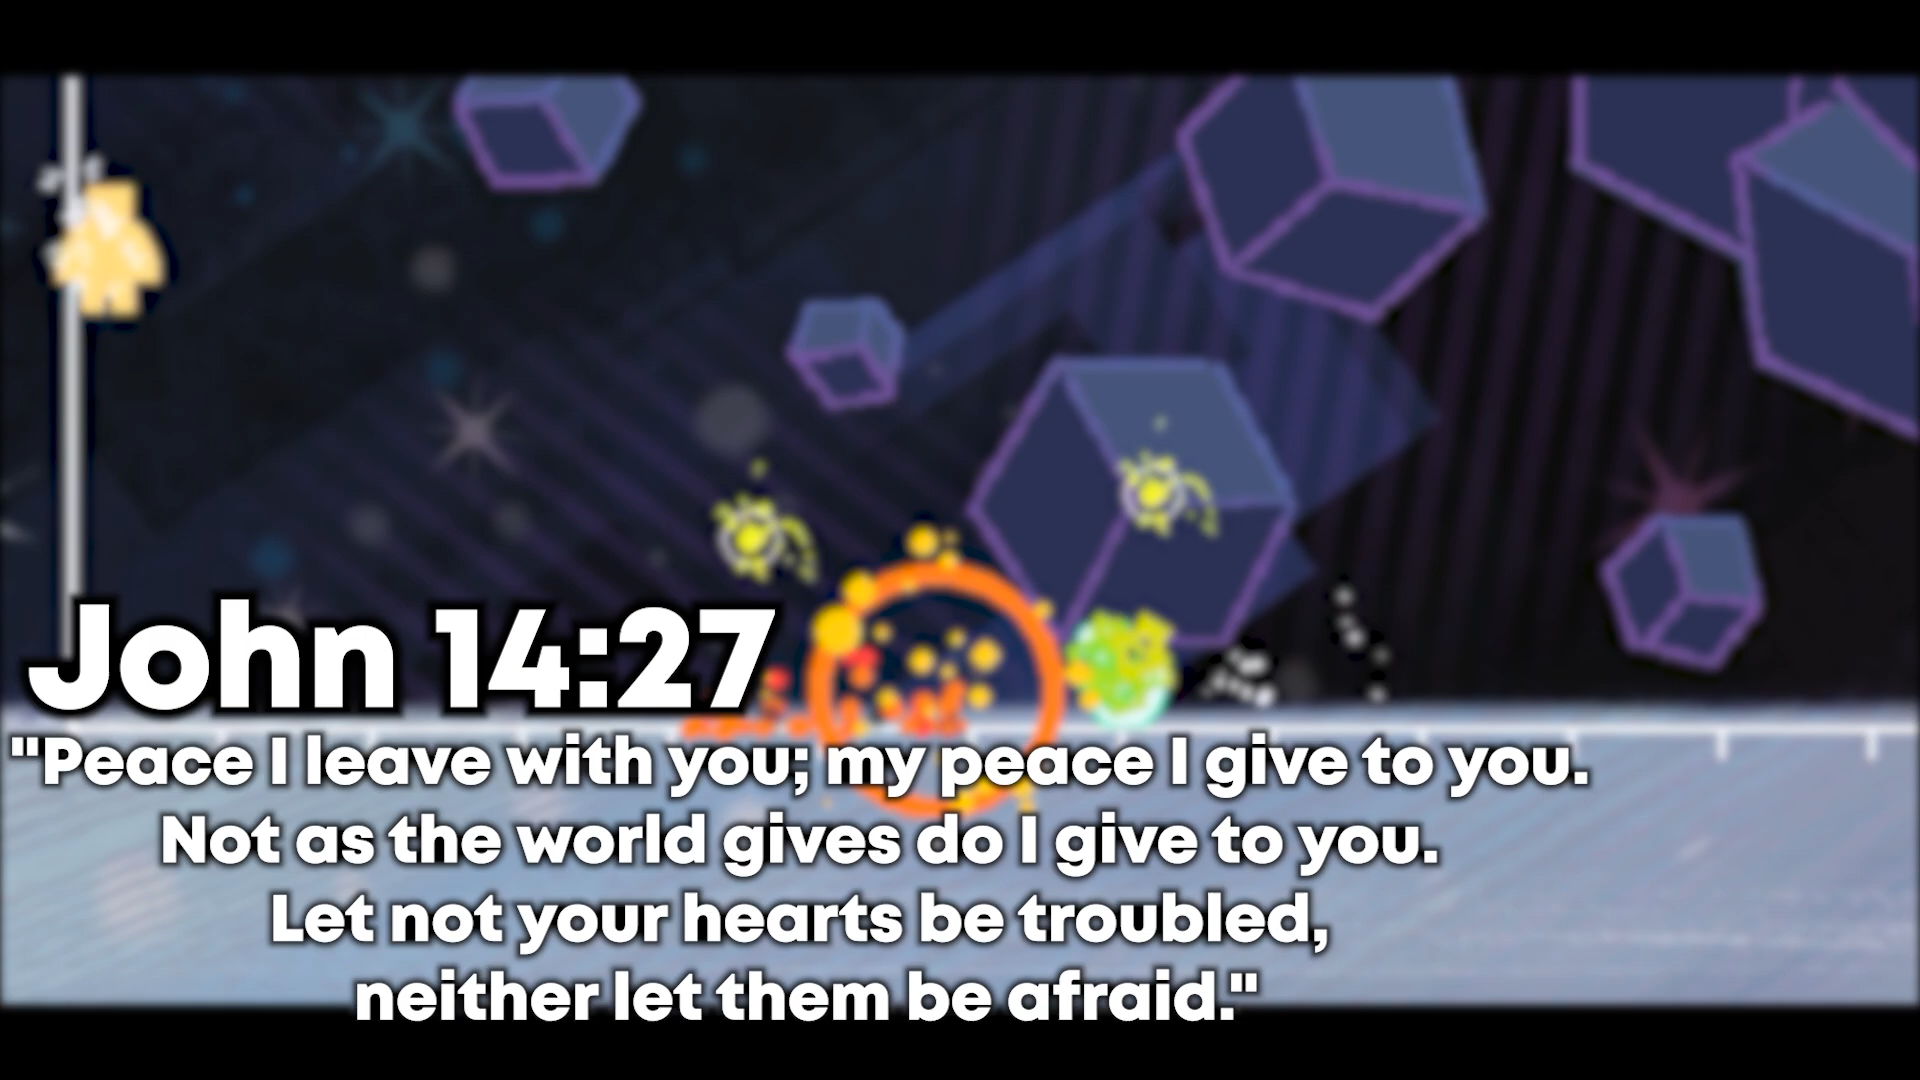 John 14:27
"Peace I leave with you; my peace I give to you.
Not as the world gives do I give to you.
Let not your hearts be troubled,
neither let them be afraid."